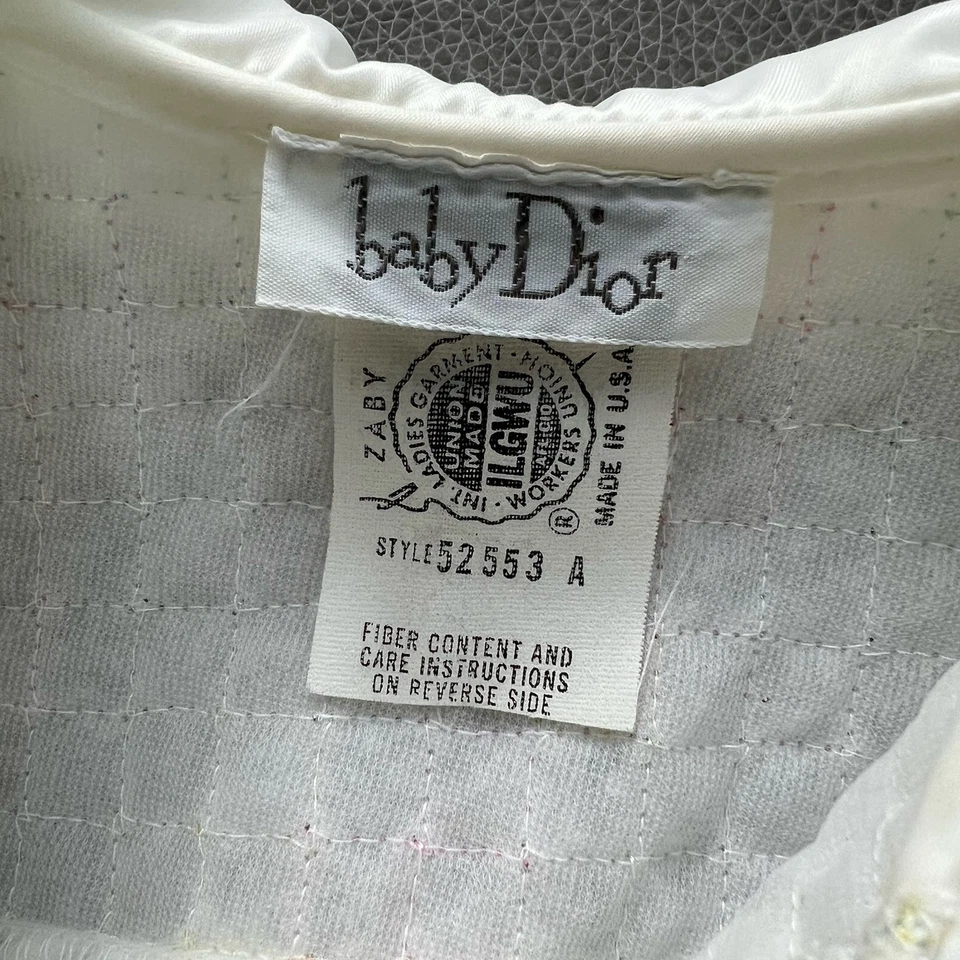 baby Dior
ZABY
INT. LADIES GARMENT · WORKERS UNION ·
UNION
MADE
ILGWU
AFL-CIO
®
MADE IN U.S.A
STYLE 52553 A
FIBER CONTENT AND
CARE INSTRUCTIONS
ON REVERSE SIDE